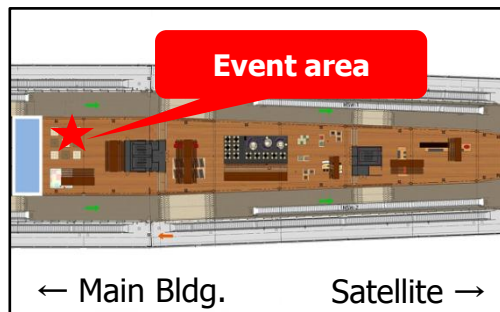 Event area
← Main Bldg.
Satellite →